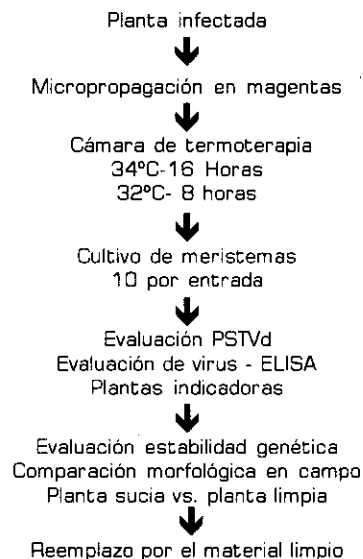 Planta infectada
Micropropagación en magentas
Cámara de termoterapia
34ºC-16 Horas
32ºC- 8 horas
Cultivo de meristemas
10 por entrada
Evaluación PSTVd
Evaluación de virus - ELISA
Plantas indicadoras
Evaluación estabilidad genética
Comparación morfológica en campo
Planta sucia vs. planta limpia
Reemplazo por el material limpio